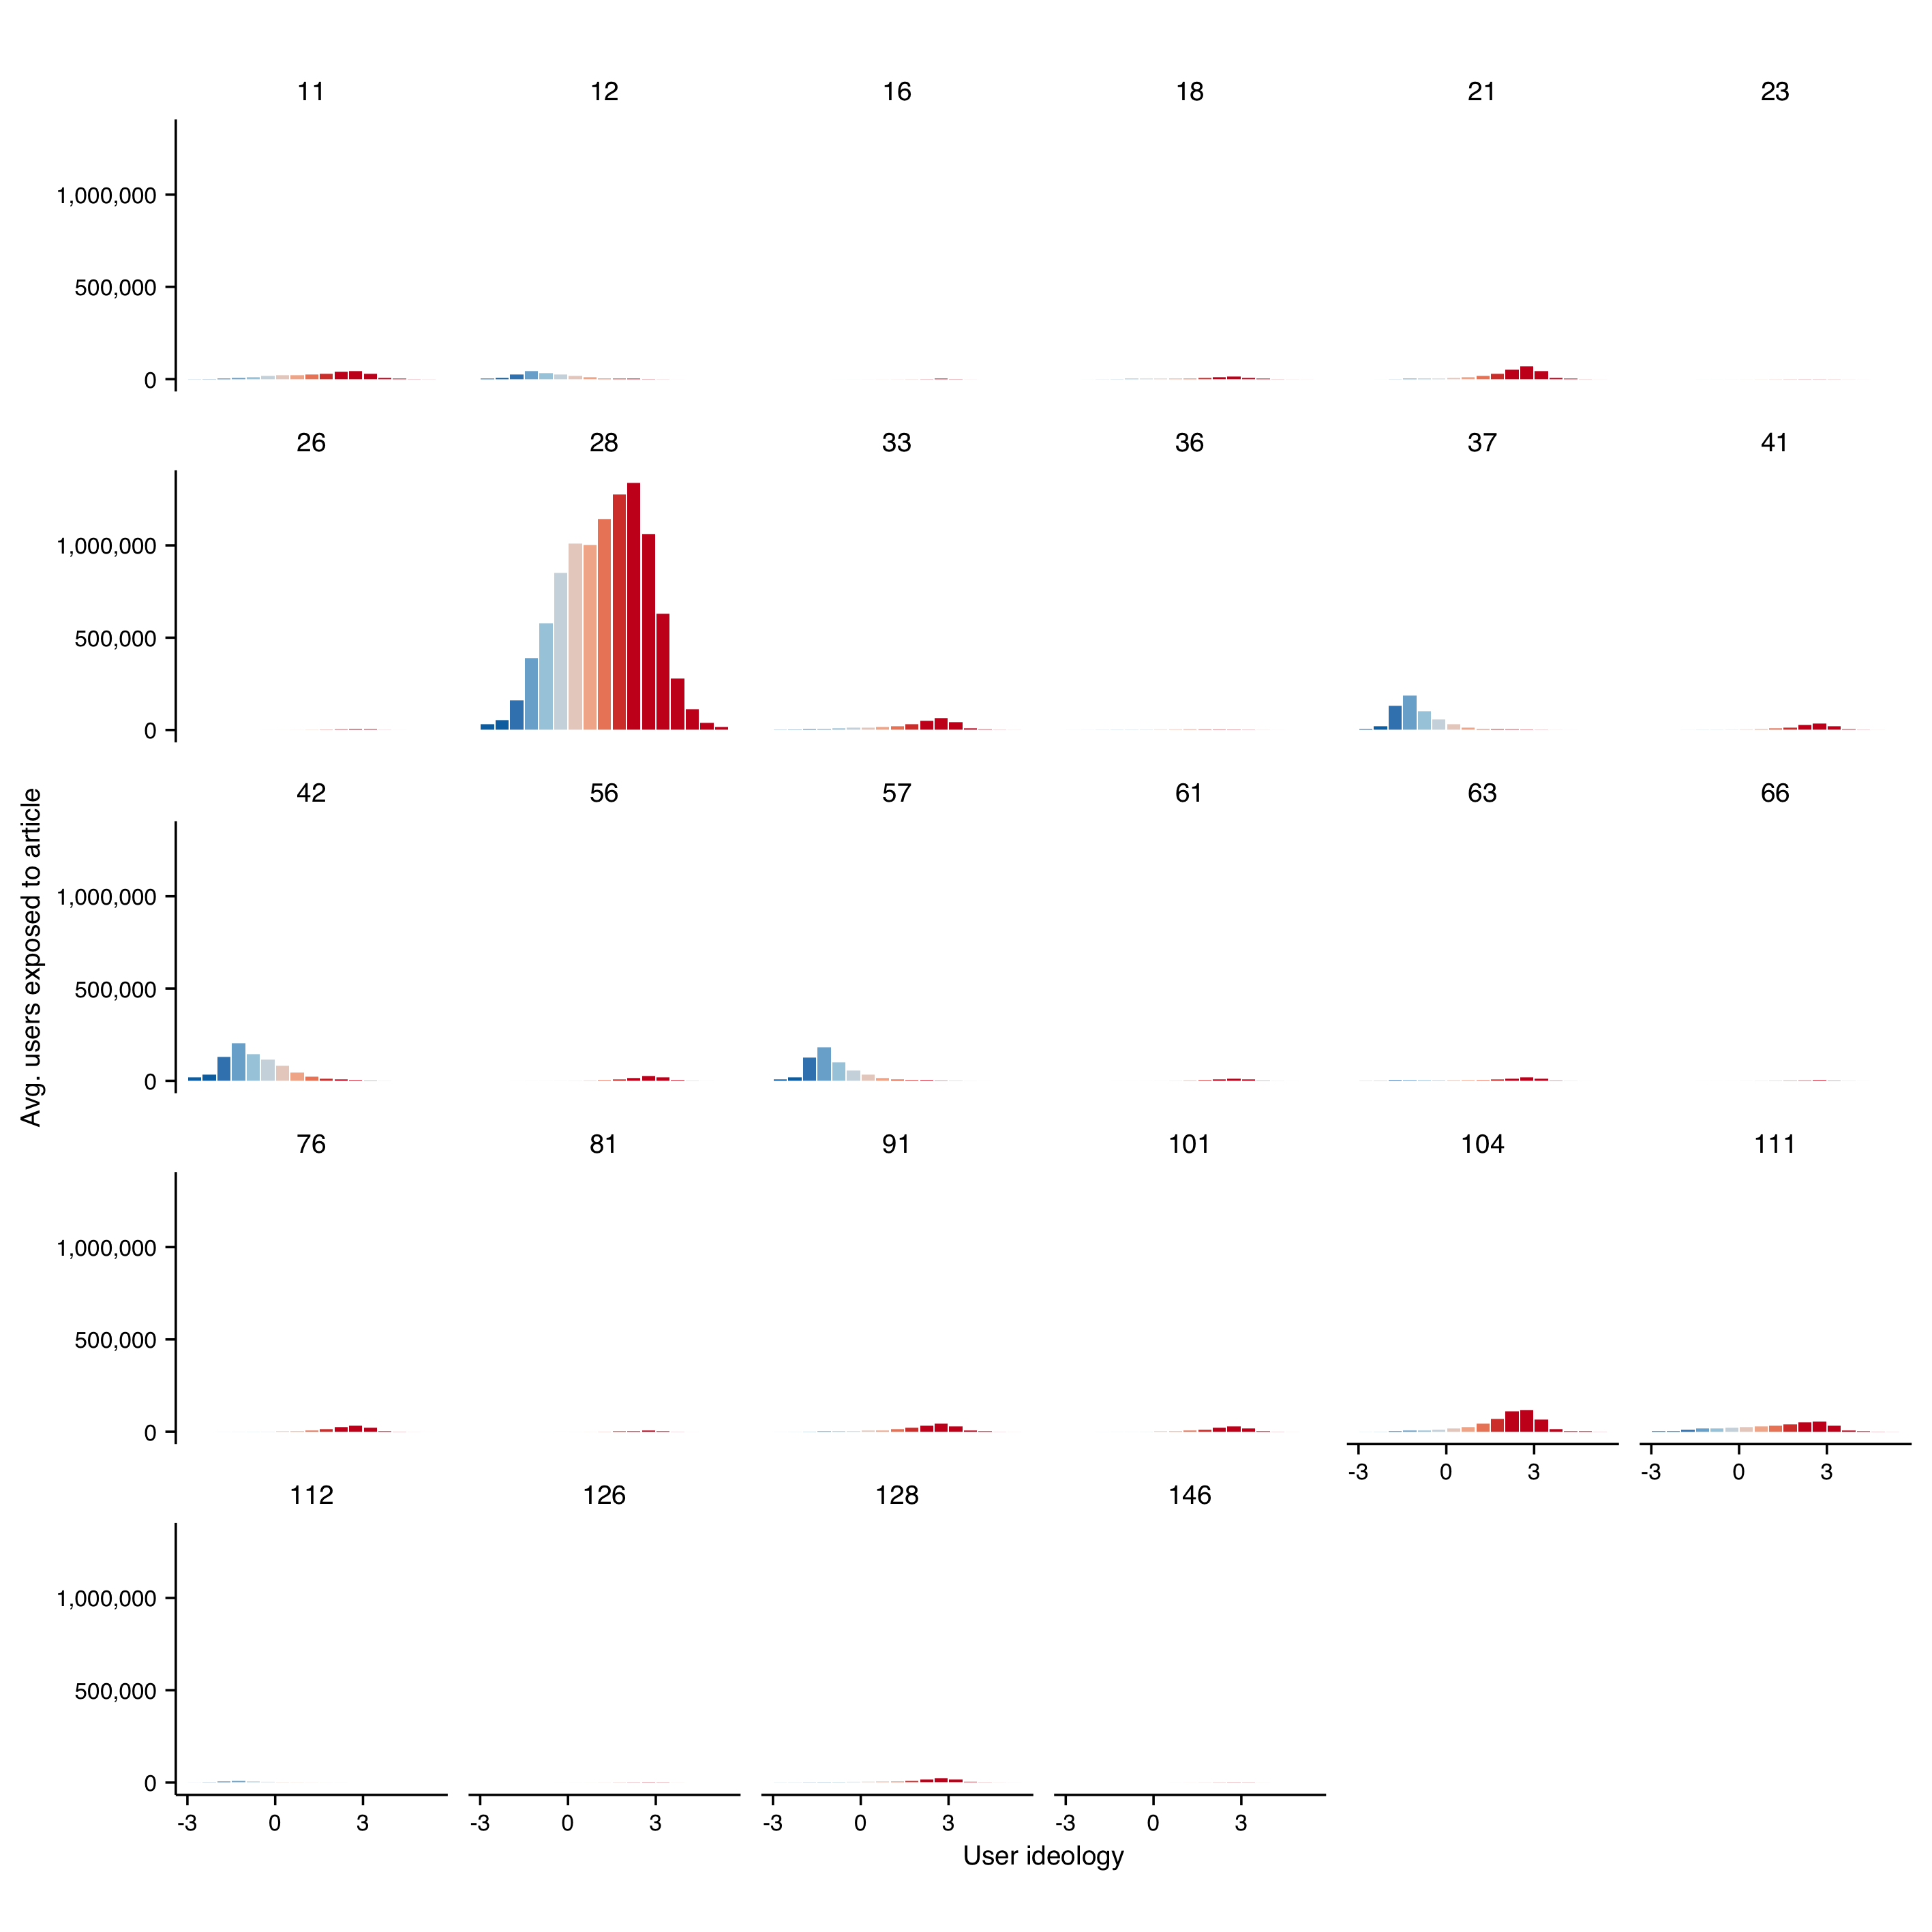 11 12 16 18 21 23
1,000,000
500,000
0
26 28 33 36 37 41
1,000,000
500,000
0
42 56 57 61 63 66
1,000,000
500,000
0
Avg. users exposed to article
76 81 91 101 104 111
1,000,000
500,000
0
-3 0 3 -3 0 3
112 126 128 146
1,000,000
500,000
0
-3 0 3 -3 0 3 -3 0 3 -3 0 3
User ideology